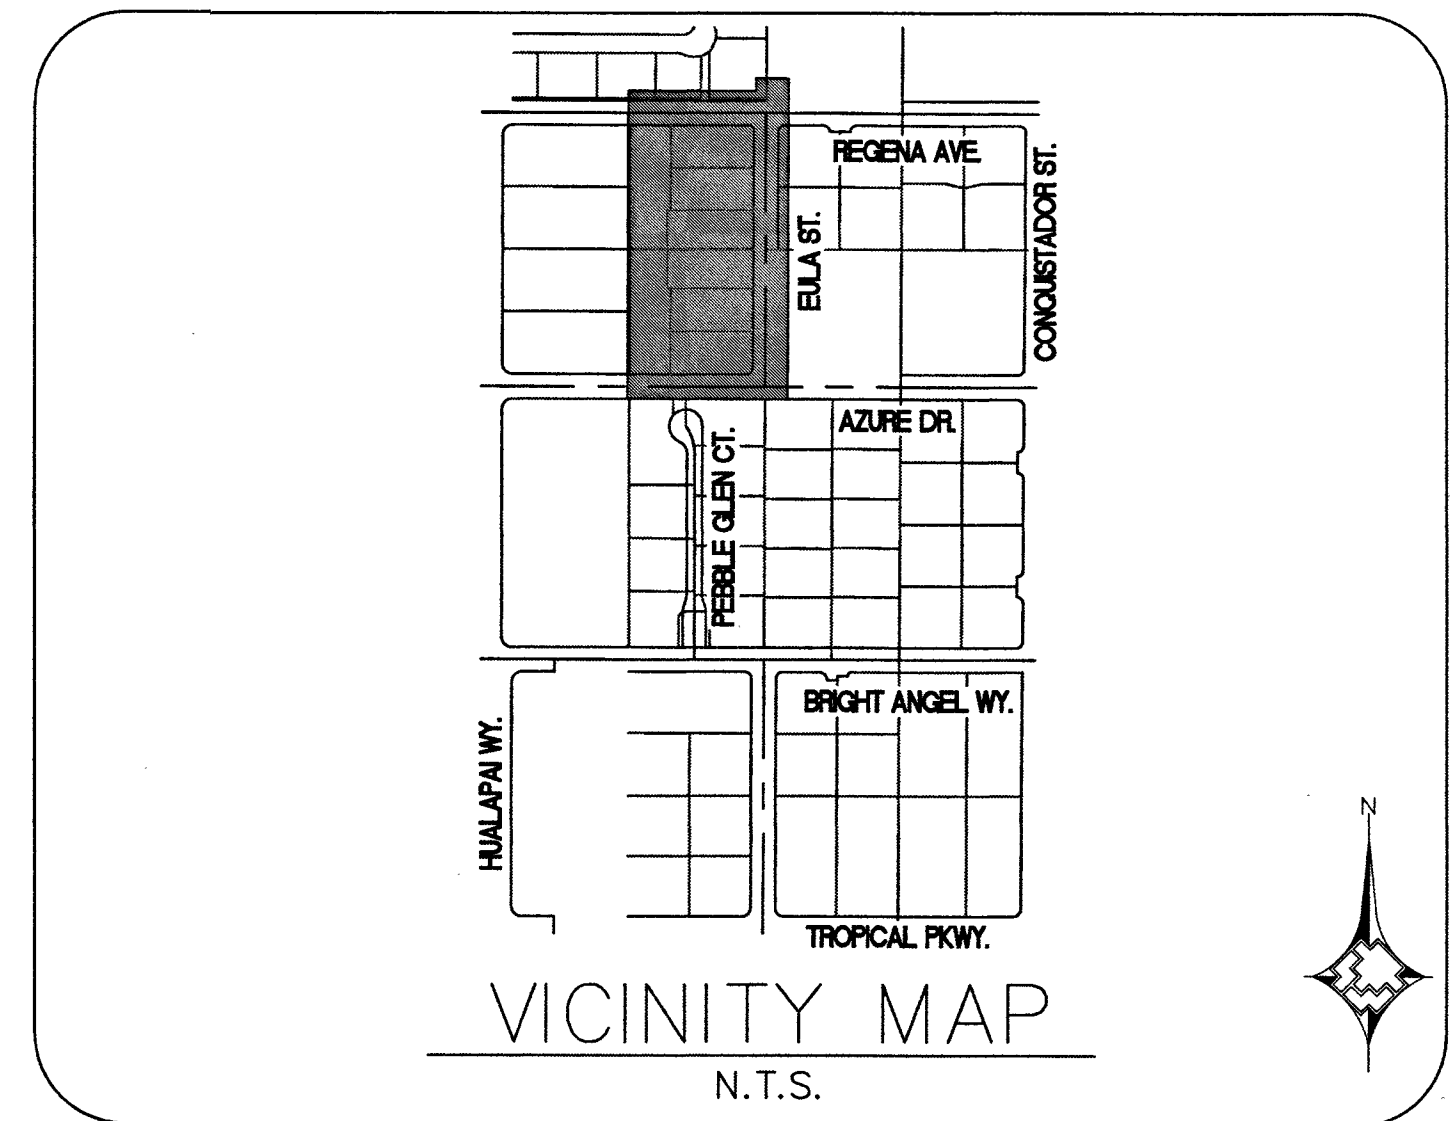 REGENA AVE.
CONQUISTADOR ST.
EULA ST.
AZURE DR.
PEBBLE GLEN CT.
BRIGHT ANGEL WY.
HUALAPAI WY.
N
TROPICAL PKWY.
VICINITY MAP
N.T.S.